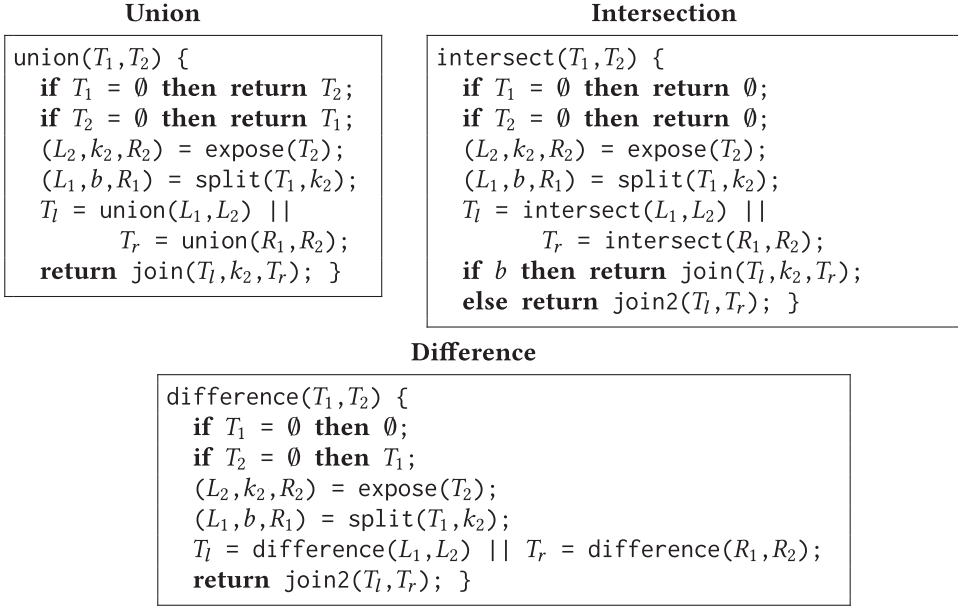 Union
union(T₁,T₂) {
if T₁ = ∅ then return T₂;
if T₂ = ∅ then return T₁;
(L₂,k₂,R₂) = expose(T₂);
(L₁,b,R₁) = split(T₁,k₂);
Tₗ = union(L₁,L₂) ||
Tᵣ = union(R₁,R₂);
return join(Tₗ,k₂,Tᵣ); }
Intersection
intersect(T₁,T₂) {
if T₁ = ∅ then return ∅;
if T₂ = ∅ then return ∅;
(L₂,k₂,R₂) = expose(T₂);
(L₁,b,R₁) = split(T₁,k₂);
Tₗ = intersect(L₁,L₂) ||
Tᵣ = intersect(R₁,R₂);
if b then return join(Tₗ,k₂,Tᵣ);
else return join2(Tₗ,Tᵣ); }
Difference
difference(T₁,T₂) {
if T₁ = ∅ then ∅;
if T₂ = ∅ then T₁;
(L₂,k₂,R₂) = expose(T₂);
(L₁,b,R₁) = split(T₁,k₂);
Tₗ = difference(L₁,L₂) || Tᵣ = difference(R₁,R₂);
return join2(Tₗ,Tᵣ); }